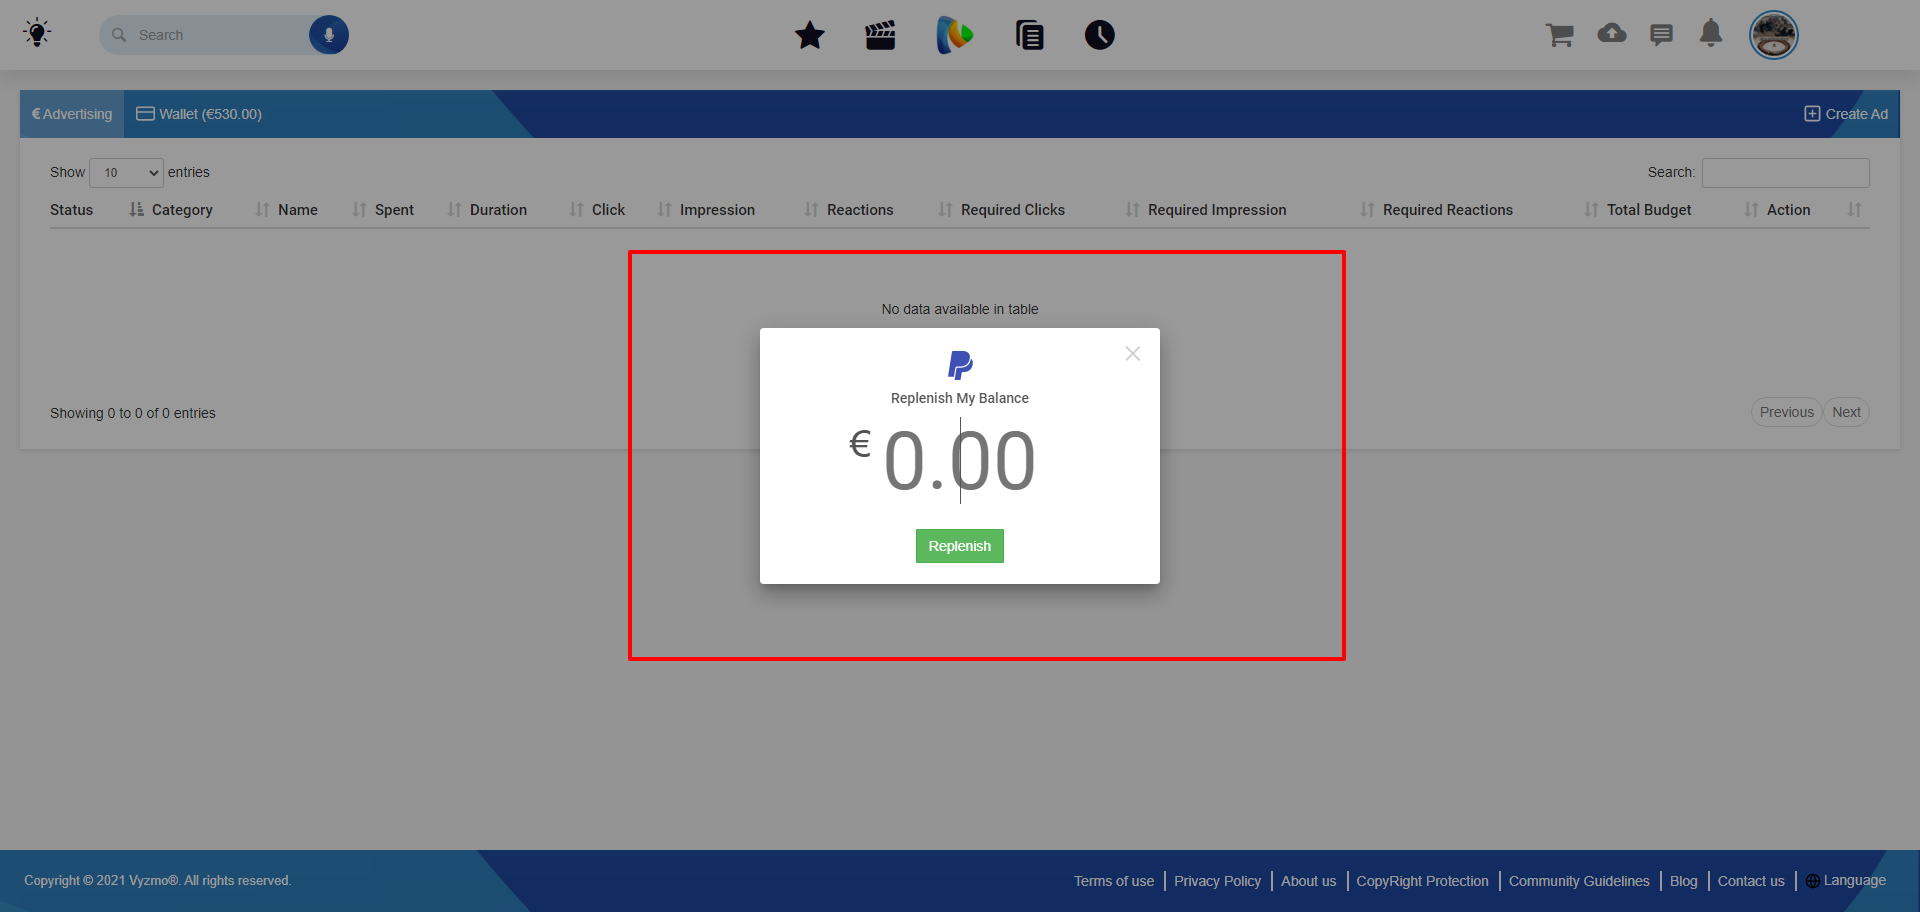 Search
€ Advertising
Wallet (€530.00)
Create Ad
Show 10 entries
Search:
Status Category Name Spent Duration Click Impression Reactions Required Clicks Required Impression Required Reactions Total Budget Action
No data available in table
Replenish My Balance
€ 0.00
Replenish
Showing 0 to 0 of 0 entries
Previous Next
Copyright © 2021 Vyzmo®. All rights reserved.
Terms of use Privacy Policy About us CopyRight Protection Community Guidelines Blog Contact us Language